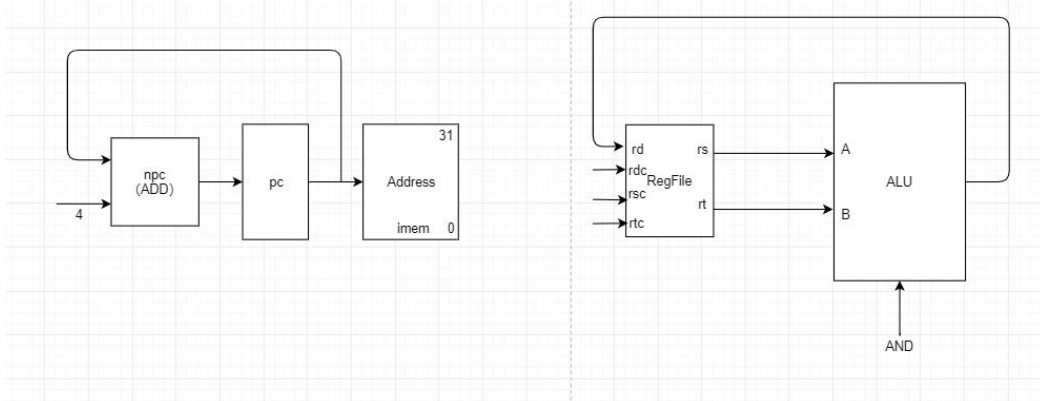 npc
(ADD)
4
pc
31
Address
imem 0
rd
rdc
rsc
rtc
RegFile
rs
rt
A
B
ALU
AND